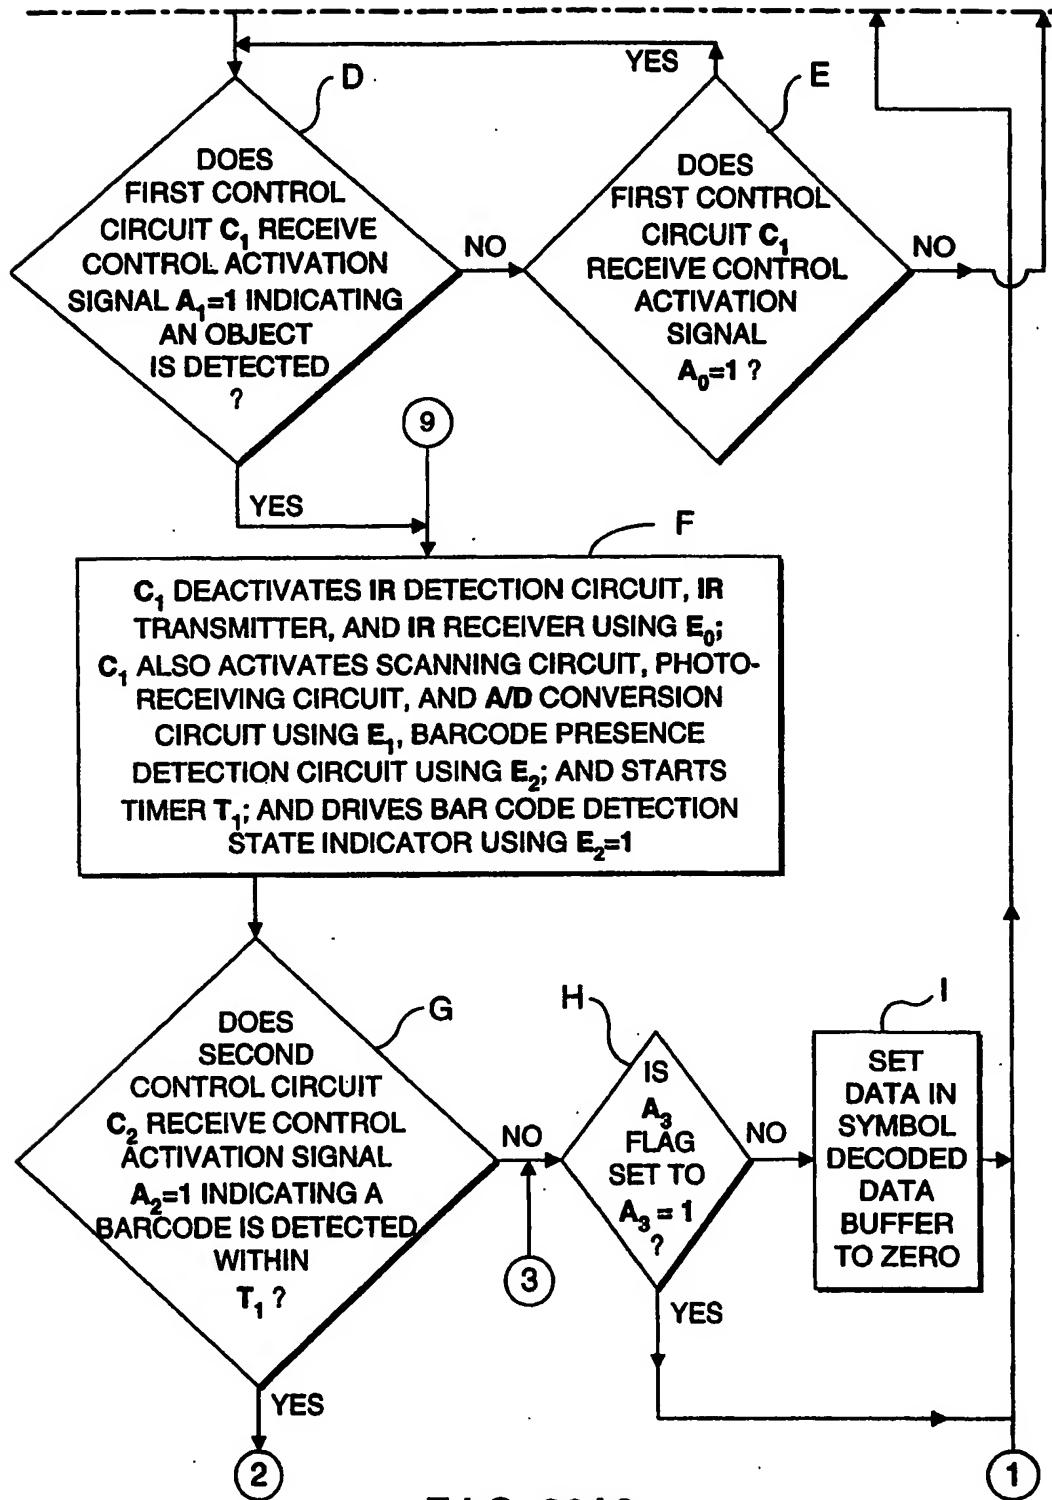 YES
D
E
DOES
FIRST CONTROL
CIRCUIT C₁ RECEIVE
CONTROL ACTIVATION
SIGNAL A₁=1 INDICATING
AN OBJECT
IS DETECTED
?
NO
DOES
FIRST CONTROL
CIRCUIT C₁
RECEIVE CONTROL
ACTIVATION
SIGNAL
A₀=1 ?
NO
9
YES
F
C₁ DEACTIVATES IR DETECTION CIRCUIT, IR
TRANSMITTER, AND IR RECEIVER USING E₀;
C₁ ALSO ACTIVATES SCANNING CIRCUIT, PHOTO-
RECEIVING CIRCUIT, AND A/D CONVERSION
CIRCUIT USING E₁, BARCODE PRESENCE
DETECTION CIRCUIT USING E₂; AND STARTS
TIMER T₁; AND DRIVES BAR CODE DETECTION
STATE INDICATOR USING E₂=1
G
DOES
SECOND
CONTROL CIRCUIT
C₂ RECEIVE CONTROL
ACTIVATION SIGNAL
A₂=1 INDICATING A
BARCODE IS DETECTED
WITHIN
T₁ ?
NO
3
H
IS
A₃
FLAG
SET TO
A₃ = 1
?
NO
YES
I
SET
DATA IN
SYMBOL
DECODED
DATA
BUFFER
TO ZERO
YES
2
1